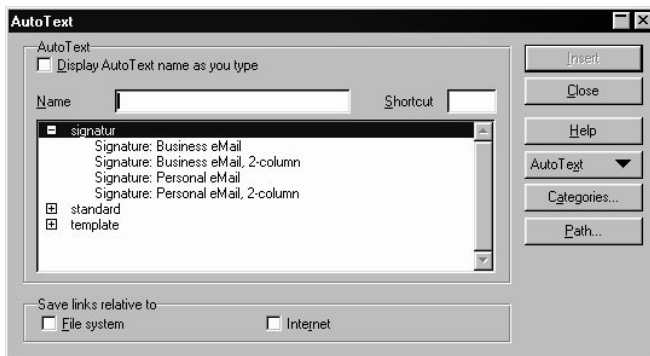 AutoText
AutoText
Display AutoText name as you type
Insert
Close
Name
Shortcut
signatur
Signature: Business eMail
Signature: Business eMail, 2-column
Signature: Personal eMail
Signature: Personal eMail, 2-column
standard
template
Help
AutoText
Categories...
Path...
Save links relative to
File system
Internet